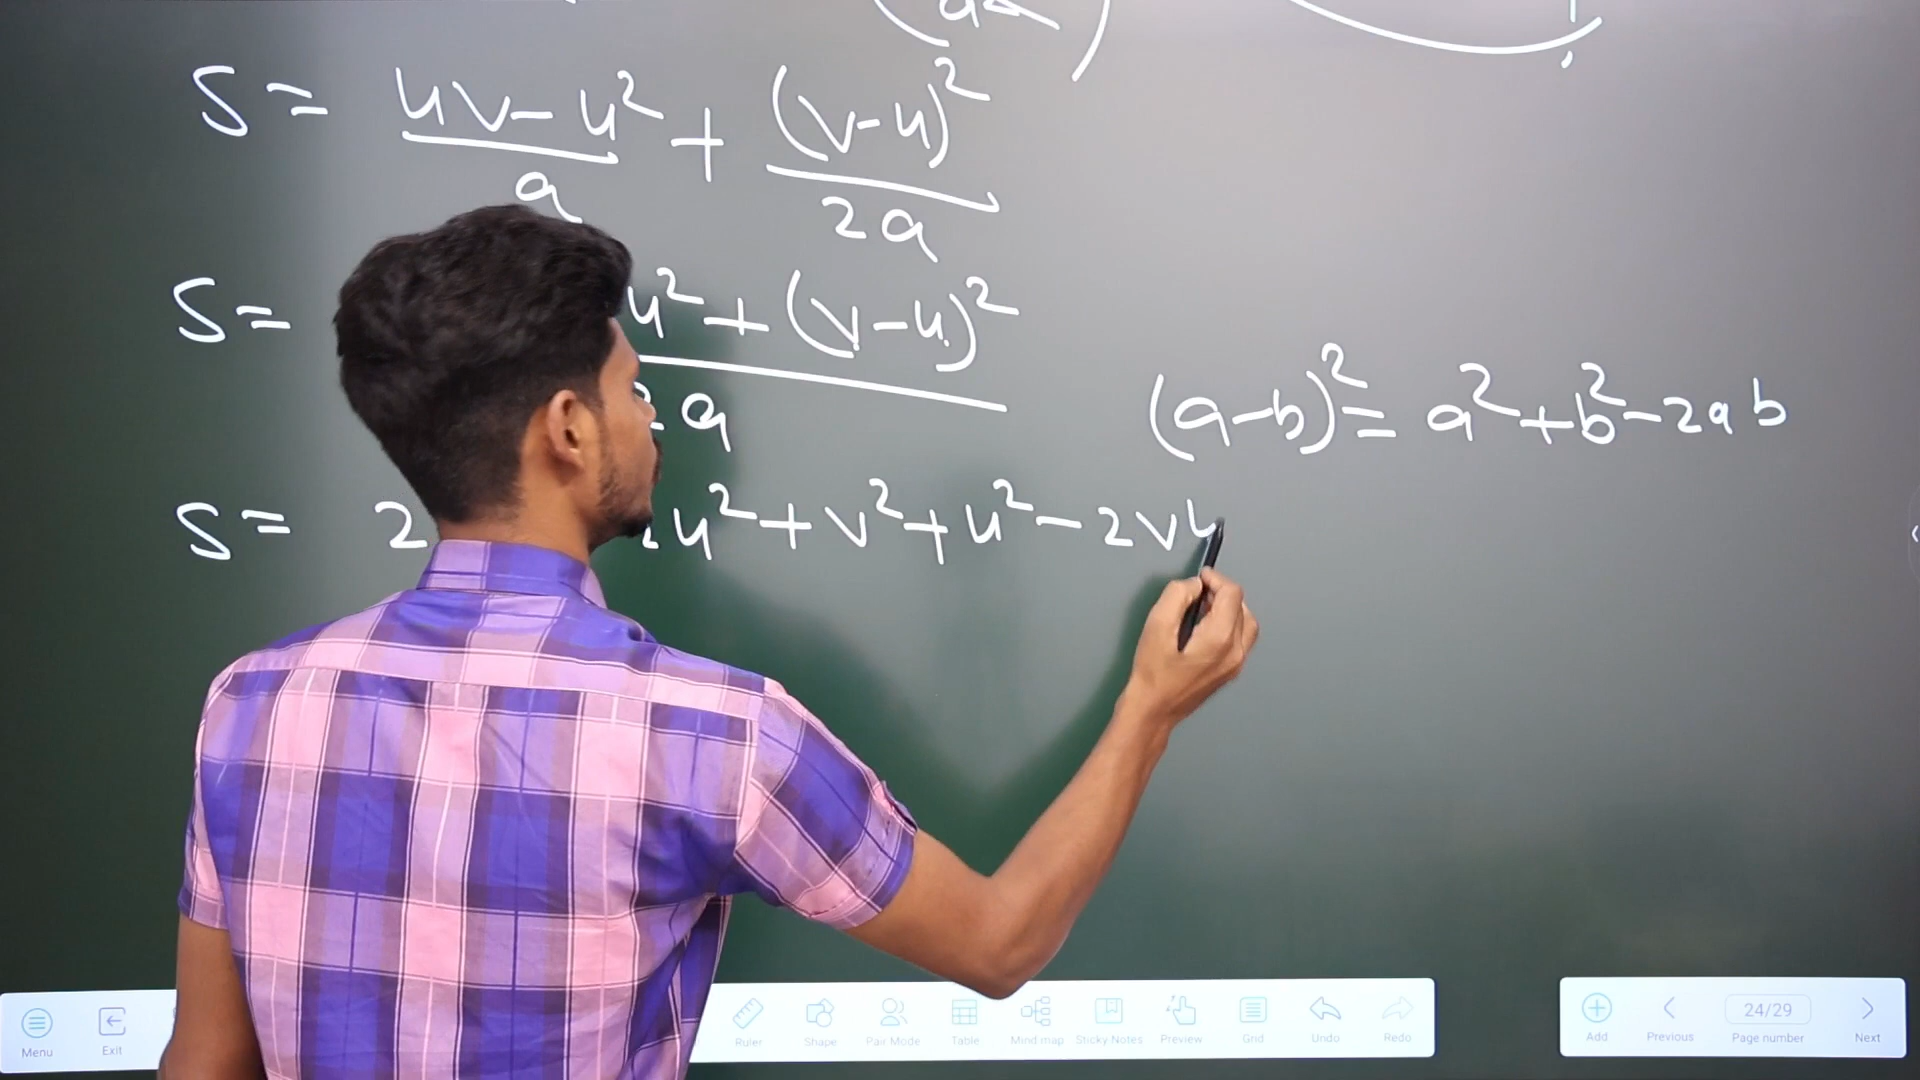 S = uv-u²/a + (v-u)²/2a
S = u² + (v-u)²/2a
(a-b)² = a²+b²-2ab
S = 2 2u²+v²+u²-2vu
Menu Exit Ruler Shape Pair Mode Table Mind map Sticky Notes Preview Grid Undo Redo Add Previous 24/29 Page number Next